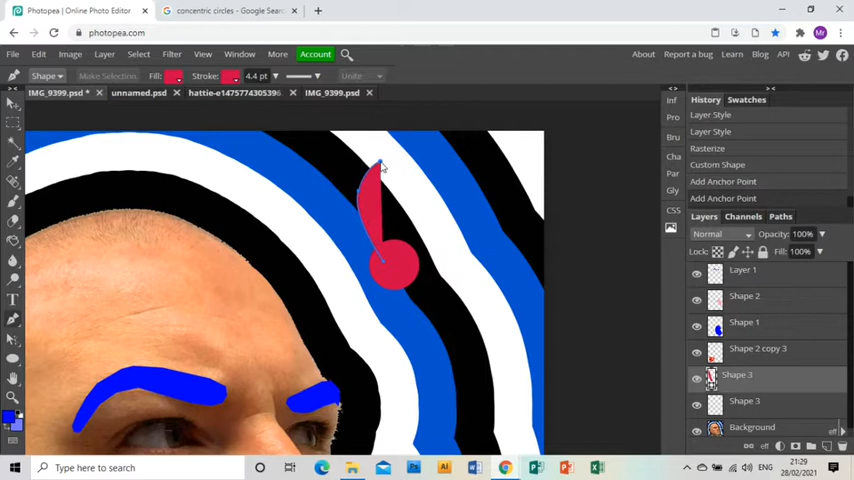 Photopea | Online Photo Editor
concentric circles - Google Sear
photopea.com
File Edit Image Layer Select Filter View Window More Account
About Report a bug Learn Blog API
Shape Make Selection Fill: Stroke: 4.4 pt Unite
IMG_9399.psd * unnamed.psd hattie-e147577430539 IMG_9399.psd
Inf
Pro
Bru
Cha
Par
Gly
CSS
History Swatches
Layer Style
Layer Style
Rasterize
Custom Shape
Add Anchor Point
Add Anchor Point
Layers Channels Paths
Normal Opacity: 100%
Lock: Fill: 100%
Layer 1
Shape 2
Shape 1
Shape 2 copy 3
Shape 3
Shape 3
Background
eff
eff
Type here to search
ENG
21:29
28/02/2021